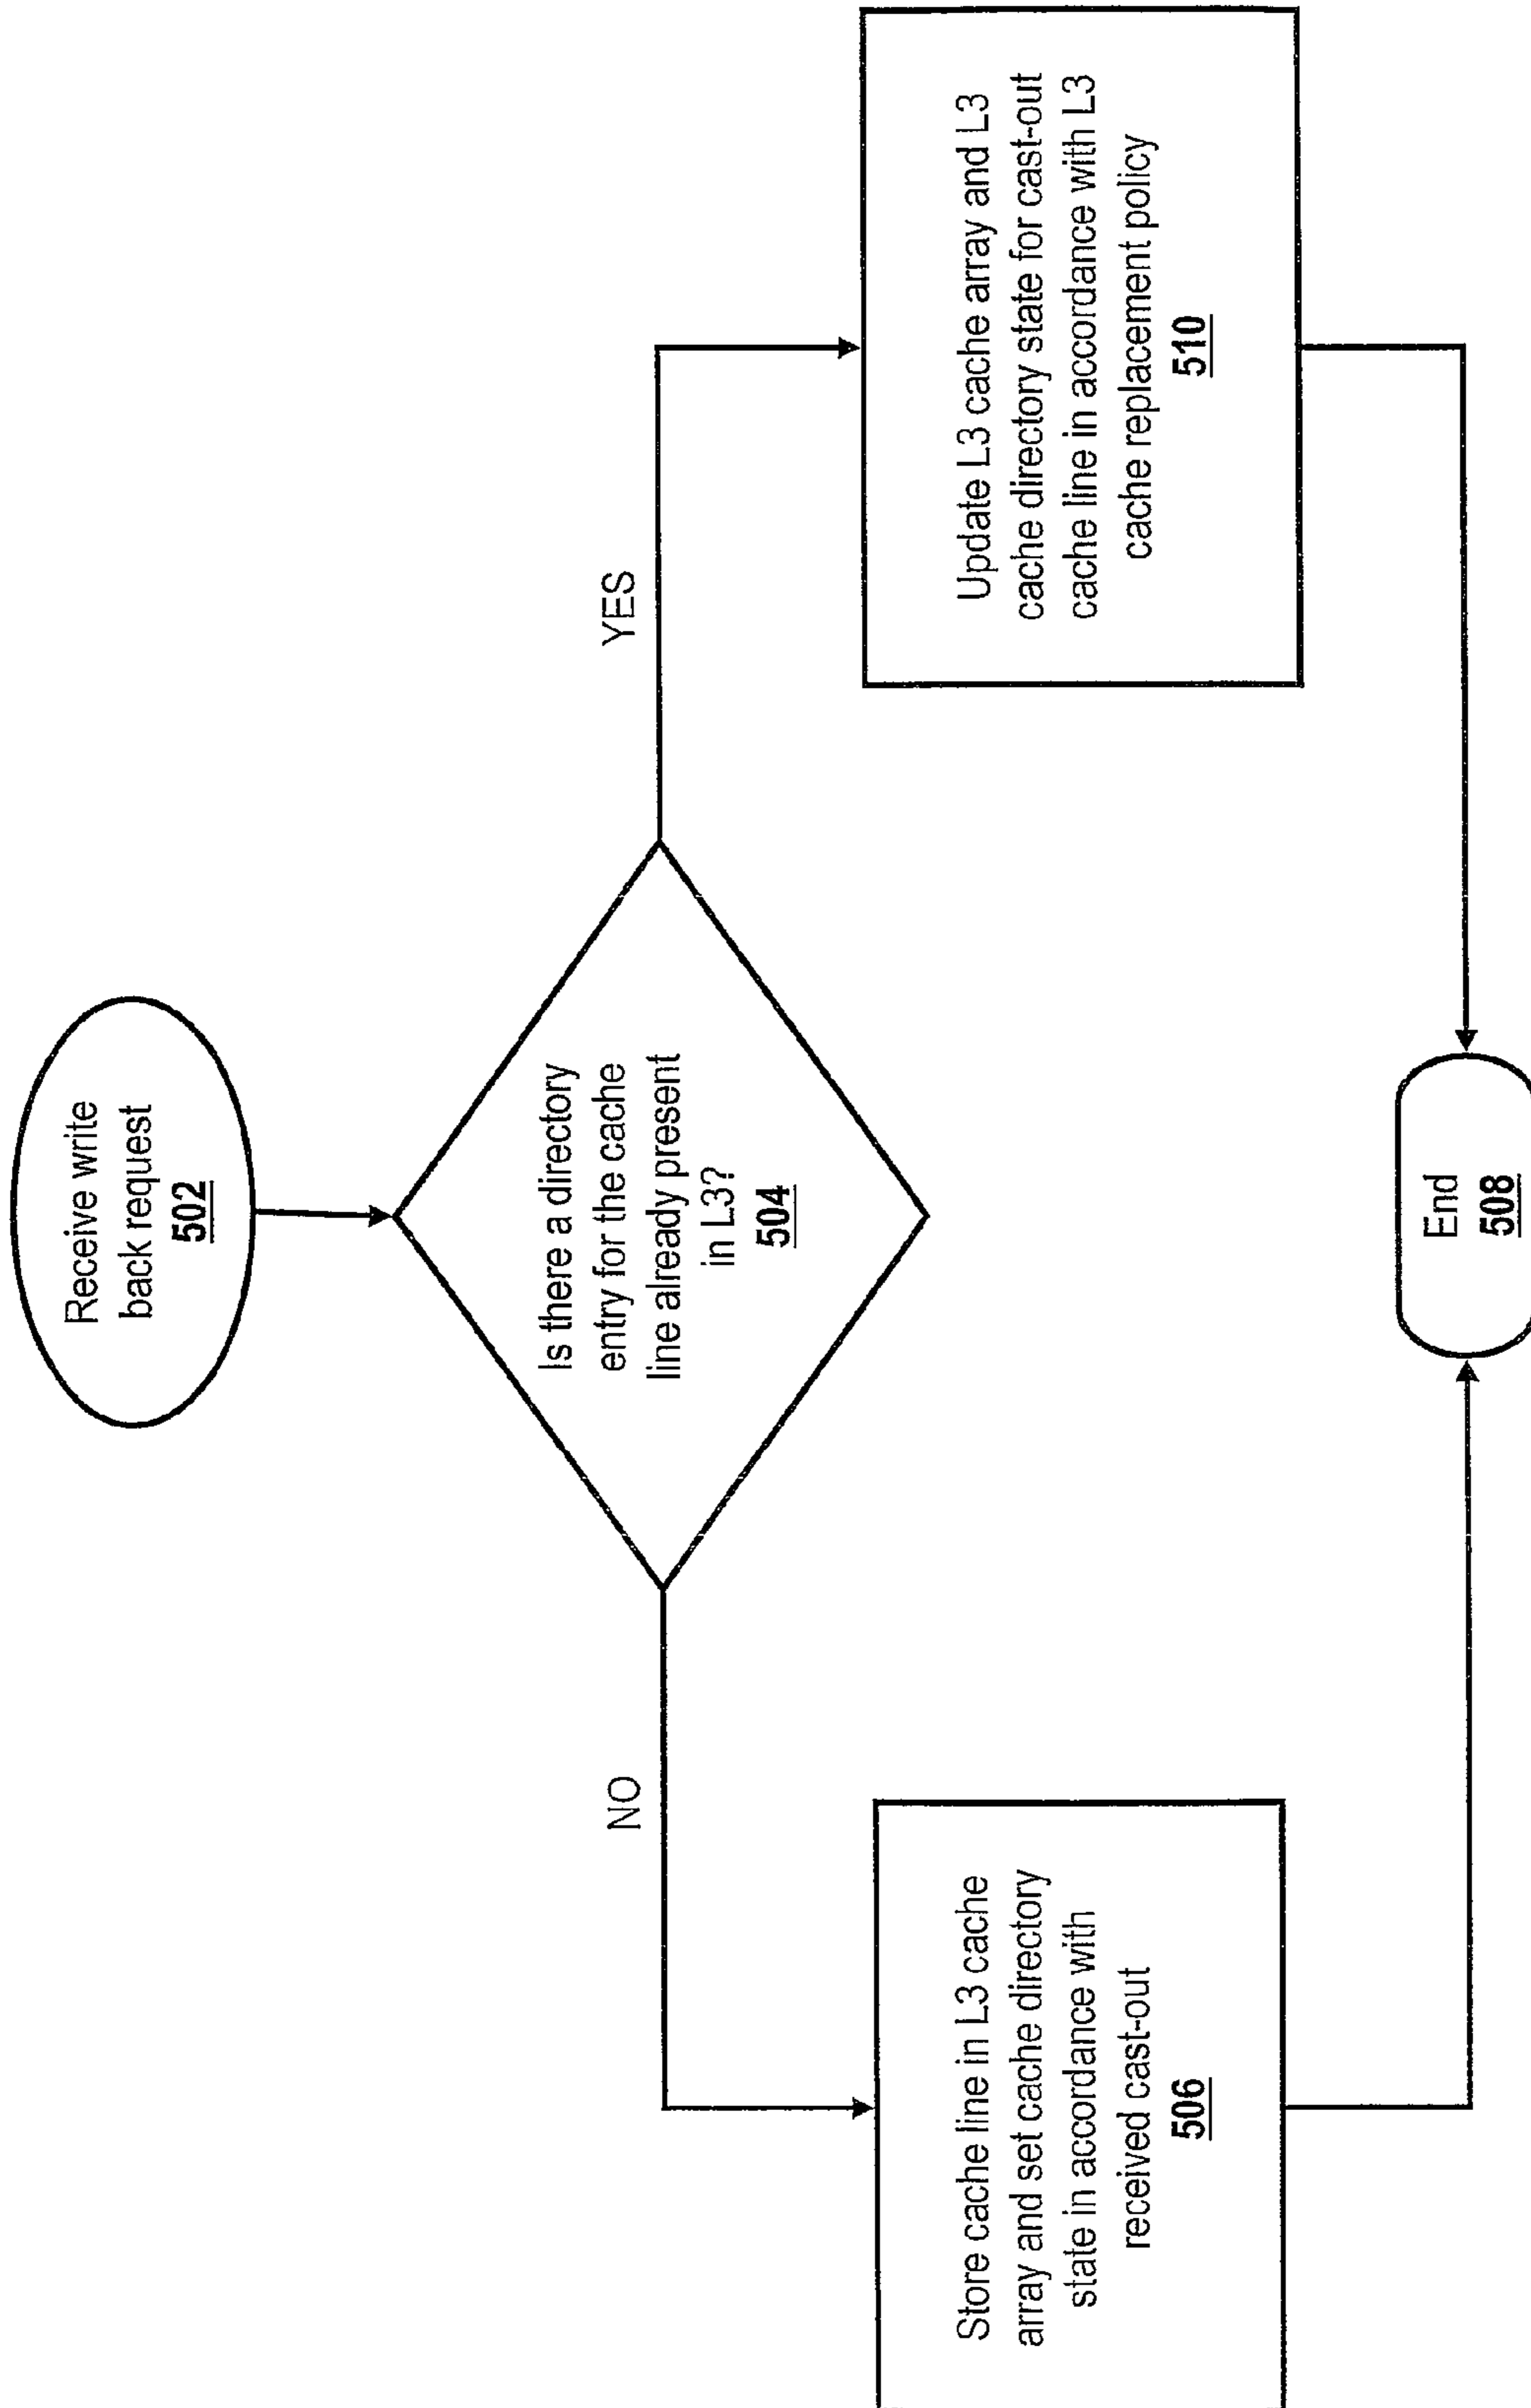 Receive write
back request
502
Is there a directory
entry for the cache
line already present
in L3?
504
NO
YES
Store cache line in L3 cache
array and set cache directory
state in accordance with
received cast-out
506
Update L3 cache array and L3
cache directory state for cast-out
cache line in accordance with L3
cache replacement policy
510
End
508